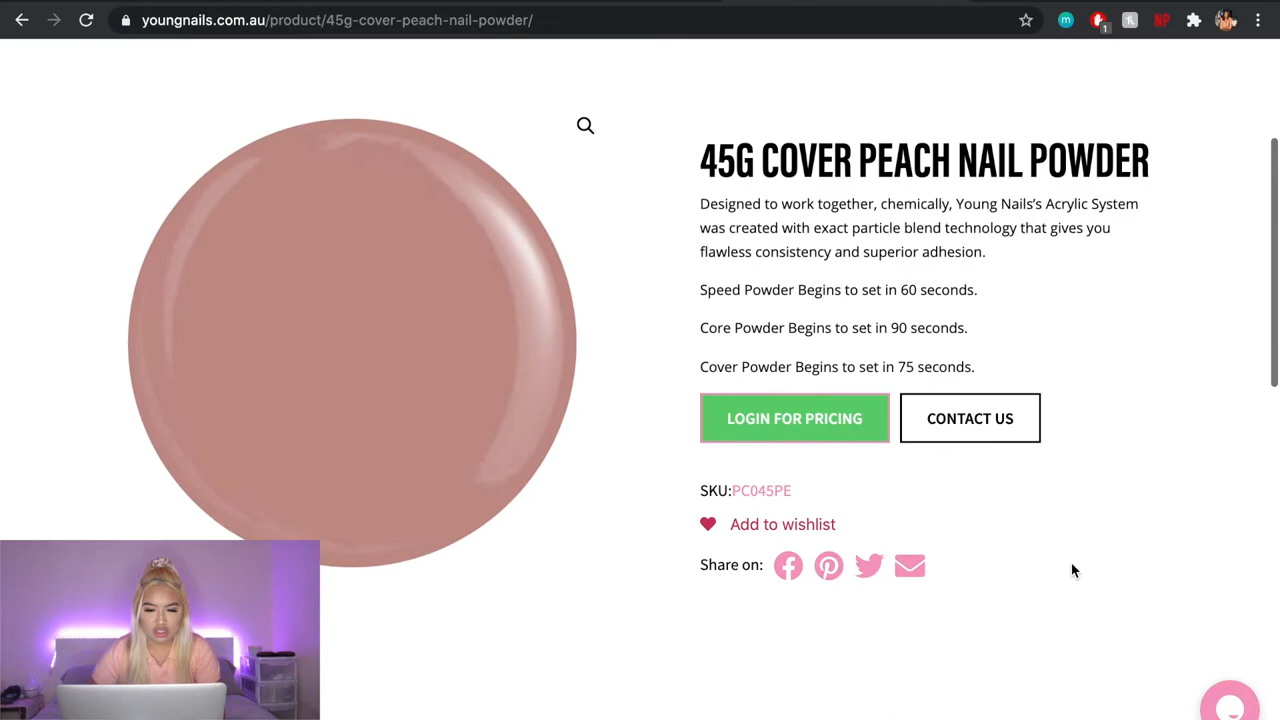 youngnails.com.au/product/45g-cover-peach-nail-powder/
m
1
h
NP
45G COVER PEACH NAIL POWDER
Designed to work together, chemically, Young Nails's Acrylic System
was created with exact particle blend technology that gives you
flawless consistency and superior adhesion.
Speed Powder Begins to set in 60 seconds.
Core Powder Begins to set in 90 seconds.
Cover Powder Begins to set in 75 seconds.
LOGIN FOR PRICING
CONTACT US
SKU:PC045PE
Add to wishlist
Share on: